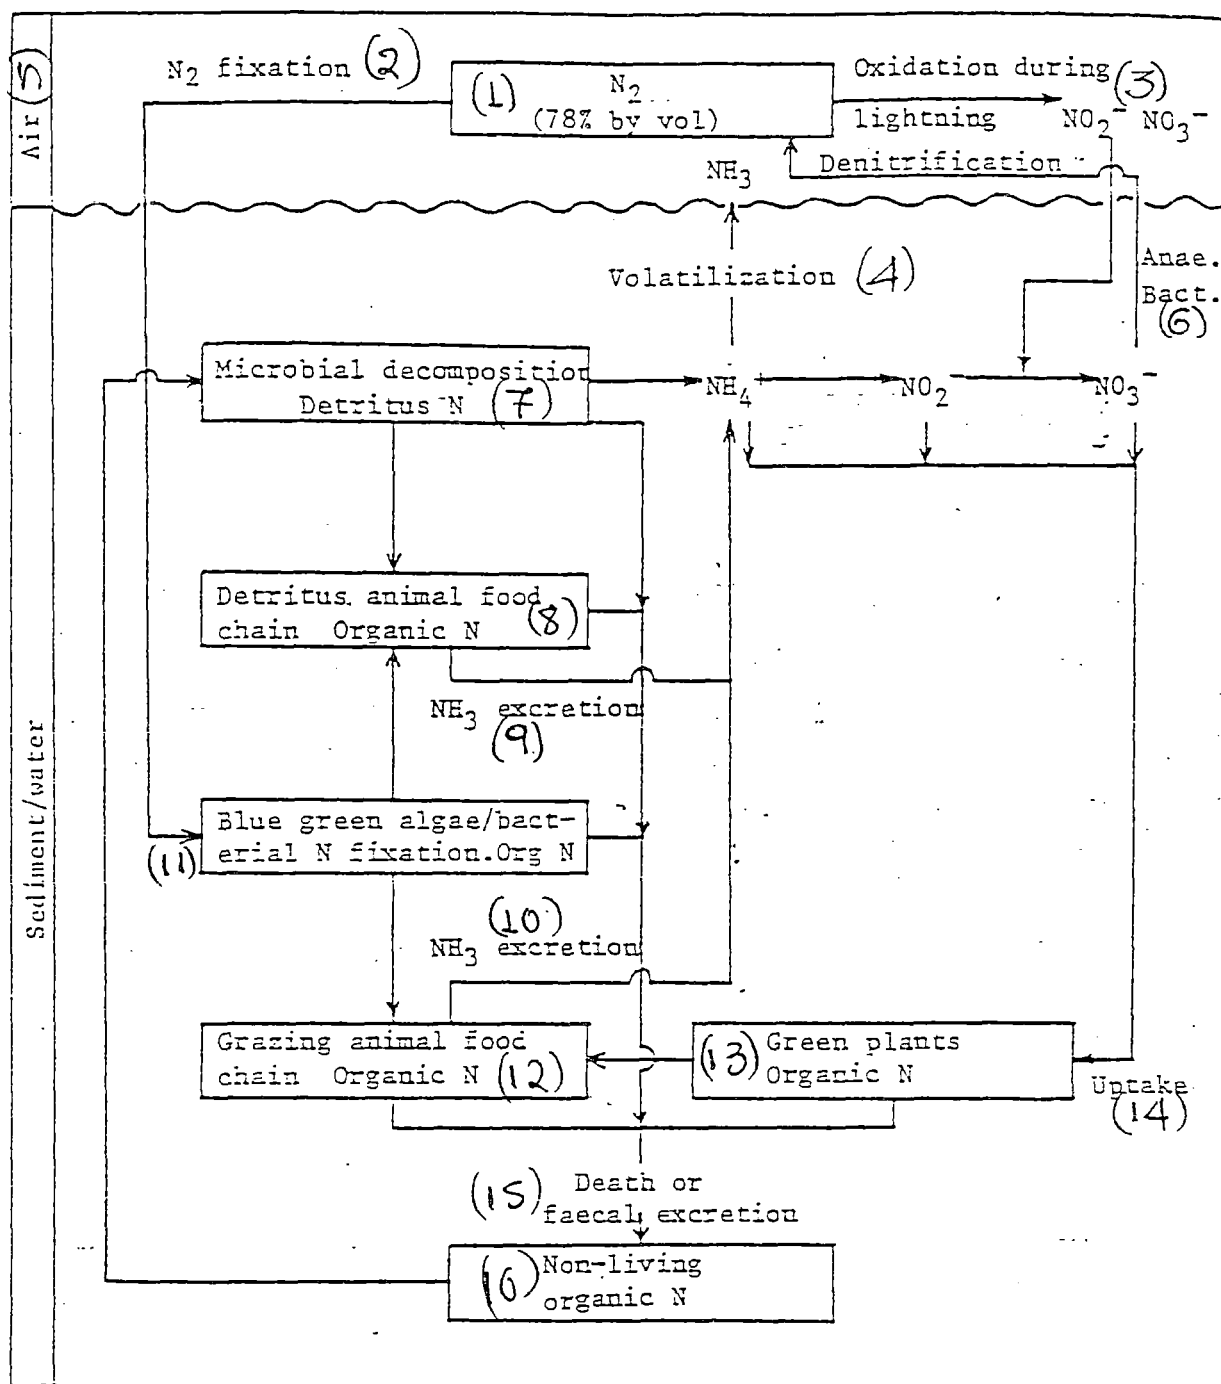 Air (5)
N₂ fixation (2)
(1) N₂
(78% by vol)
Oxidation during (3)
lightning
NO₂⁻ NO₃⁻
Denitrification
NH₃
Volatilization (4)
Anae.
Bact.
(6)
Microbial decomposition
Detritus N (7)
NH₄⁺
NO₂
NO₃⁻
Detritus animal food
chain Organic N (8)
NH₃ excretion
(9)
Sediment/water
Blue green algae/bact-
erial N fixation.Org N
(11)
(10)
NH₃ excretion
Grazing animal food
chain Organic N (12)
(13) Green plants
Organic N
Uptake
(14)
(15) Death or
faecal excretion
(16) Non-living
organic N